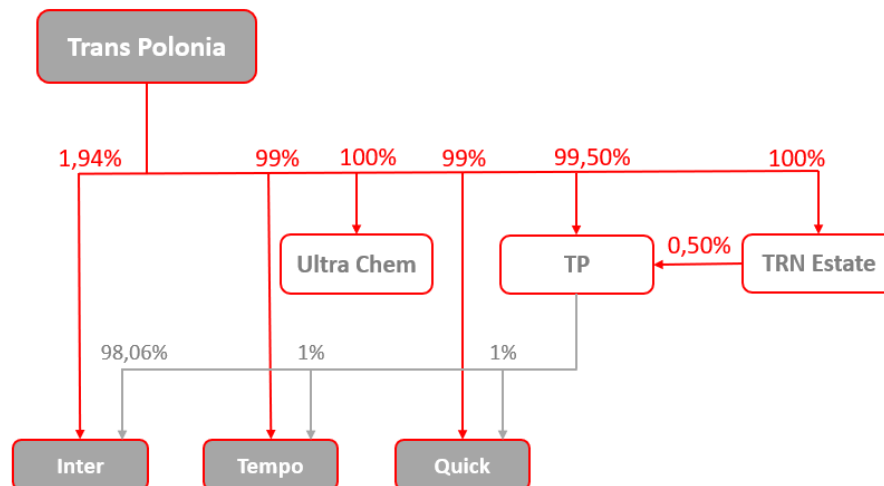 Trans Polonia
1,94%
99%
100%
99%
99,50%
100%
Ultra Chem
TP
0,50%
TRN Estate
98,06%
1%
1%
Inter
Tempo
Quick